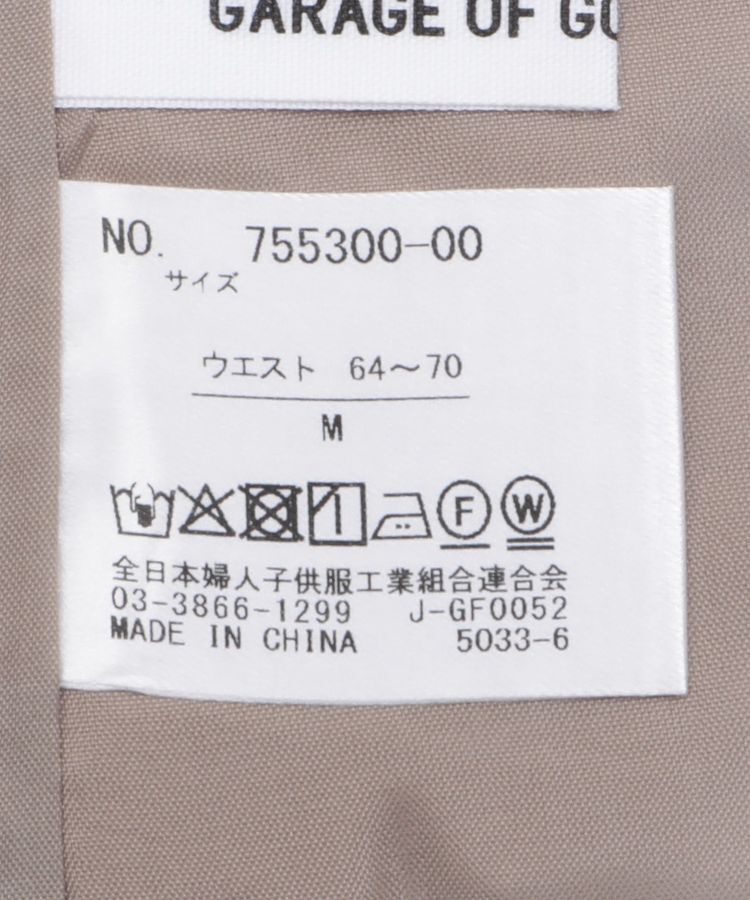 GARAGE OF GO
NO. 755300-00
サイズ
ウエスト 64〜70
M
F W
全日本婦人子供服工業組合連合会
03-3866-1299 J-GF0052
MADE IN CHINA 5033-6